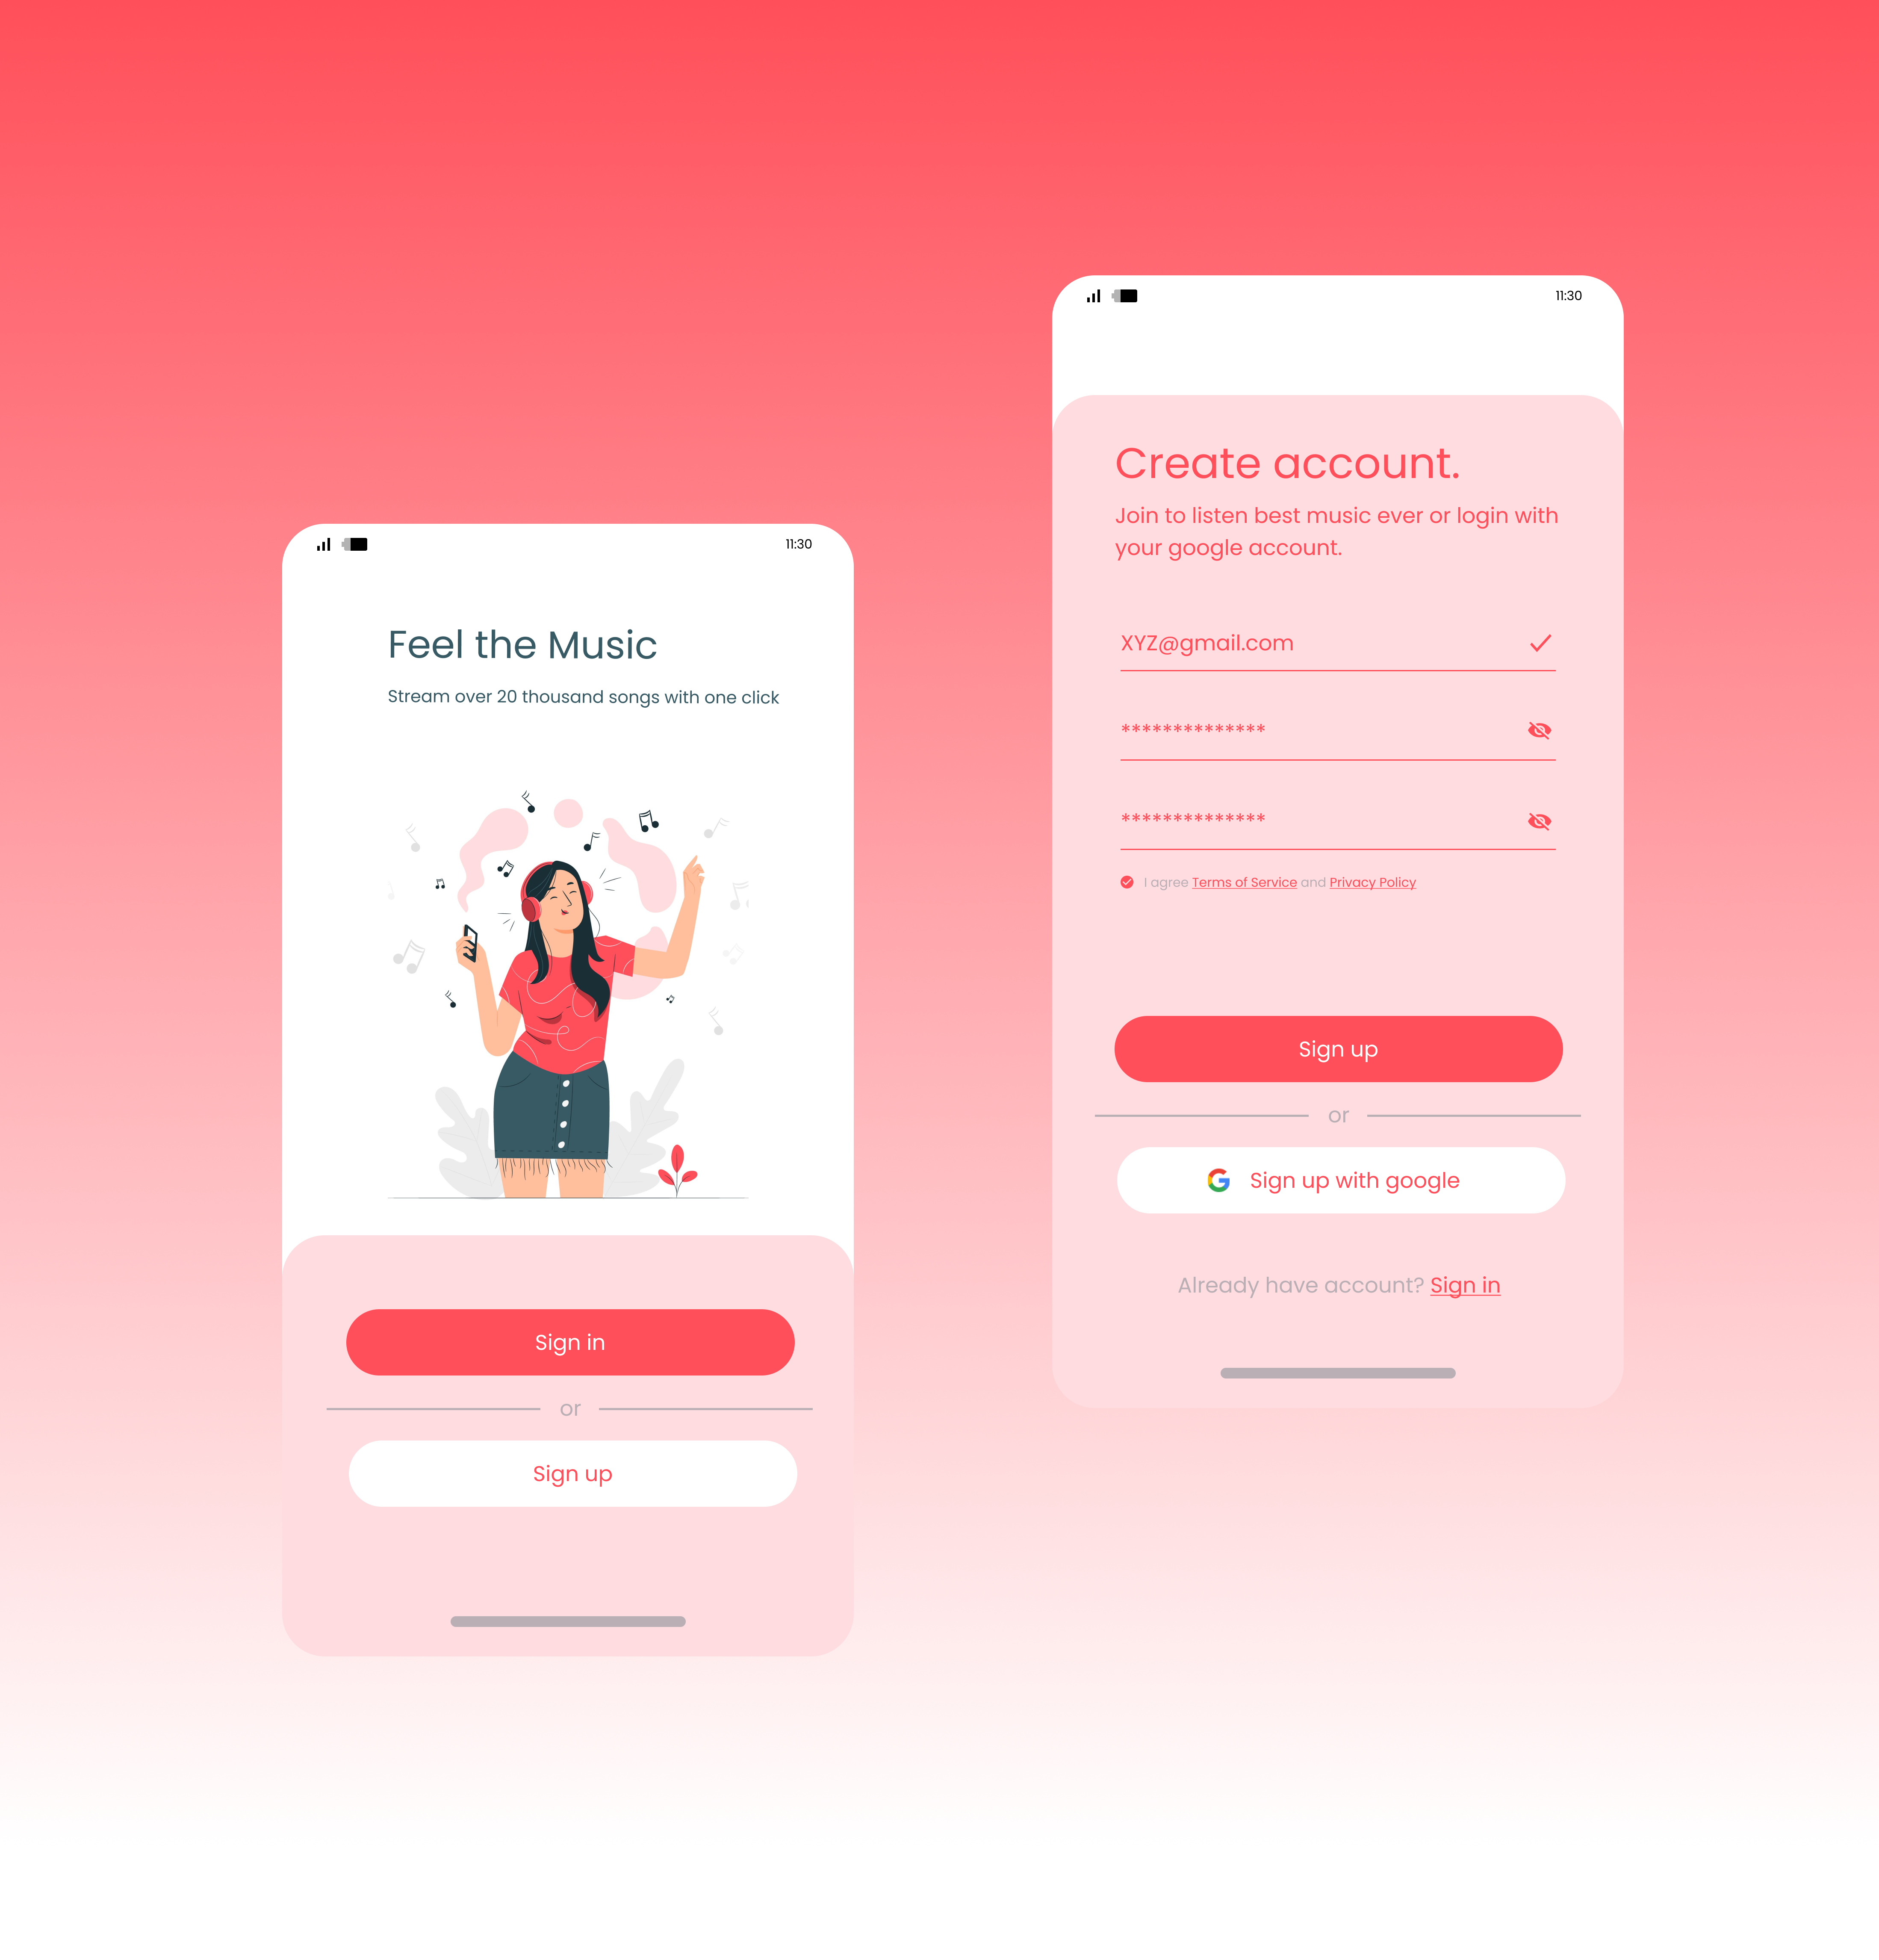 11:30
Feel the Music
Stream over 20 thousand songs with one click
Sign in
or
Sign up
11:30
Create account.
Join to listen best music ever or login with
your google account.
XYZ@gmail.com
**************
**************
I agree Terms of Service and Privacy Policy
Sign up
or
Sign up with google
Already have account? Sign in